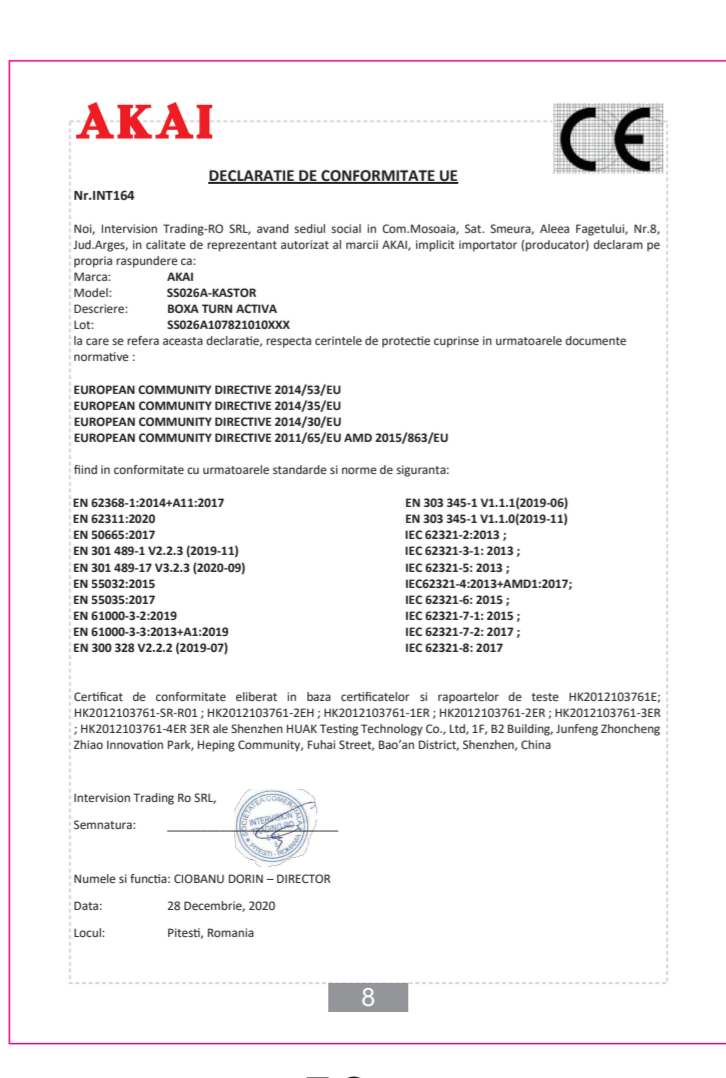 AKAI
CE
DECLARATIE DE CONFORMITATE UE
Nr.INT164
Noi, Intervision Trading-RO SRL, avand sediul social in Com.Mosoaia, Sat. Smeura, Aleea Fagetului, Nr.8,
Jud.Arges, in calitate de reprezentant autorizat al marcii AKAI, implicit importator (producator) declaram pe
propria raspundere ca:
Marca: AKAI
Model: SS026A-KASTOR
Descriere: BOXA TURN ACTIVA
Lot: SS026A107821010XXX
la care se refera aceasta declaratie, respecta cerintele de protectie cuprinse in urmatoarele documente
normative :
EUROPEAN COMMUNITY DIRECTIVE 2014/53/EU
EUROPEAN COMMUNITY DIRECTIVE 2014/35/EU
EUROPEAN COMMUNITY DIRECTIVE 2014/30/EU
EUROPEAN COMMUNITY DIRECTIVE 2011/65/EU AMD 2015/863/EU
fiind in conformitate cu urmatoarele standarde si norme de siguranta:
EN 62368-1:2014+A11:2017
EN 62311:2020
EN 50665:2017
EN 301 489-1 V2.2.3 (2019-11)
EN 301 489-17 V3.2.3 (2020-09)
EN 55032:2015
EN 55035:2017
EN 61000-3-2:2019
EN 61000-3-3:2013+A1:2019
EN 300 328 V2.2.2 (2019-07)
EN 303 345-1 V1.1.1(2019-06)
EN 303 345-1 V1.1.0(2019-11)
IEC 62321-2:2013 ;
IEC 62321-3-1: 2013 ;
IEC 62321-5: 2013 ;
IEC62321-4:2013+AMD1:2017;
IEC 62321-6: 2015 ;
IEC 62321-7-1: 2015 ;
IEC 62321-7-2: 2017 ;
IEC 62321-8: 2017
Certificat de conformitate eliberat in baza certificatelor si rapoartelor de teste HK2012103761E;
HK2012103761-SR-R01 ; HK2012103761-2EH ; HK2012103761-1ER ; HK2012103761-2ER ; HK2012103761-3ER
; HK2012103761-4ER 3ER ale Shenzhen HUAK Testing Technology Co., Ltd, 1F, B2 Building, Junfeng Zhoncheng
Zhiao Innovation Park, Heping Community, Fuhai Street, Bao’an District, Shenzhen, China
Intervision Trading Ro SRL,
Semnatura:
SOCIETATEA COMERCIALA
INTERVISION
TRADING RO
PITESTI - ROMANIA
Numele si functia: CIOBANU DORIN – DIRECTOR
Data: 28 Decembrie, 2020
Locul: Pitesti, Romania
8